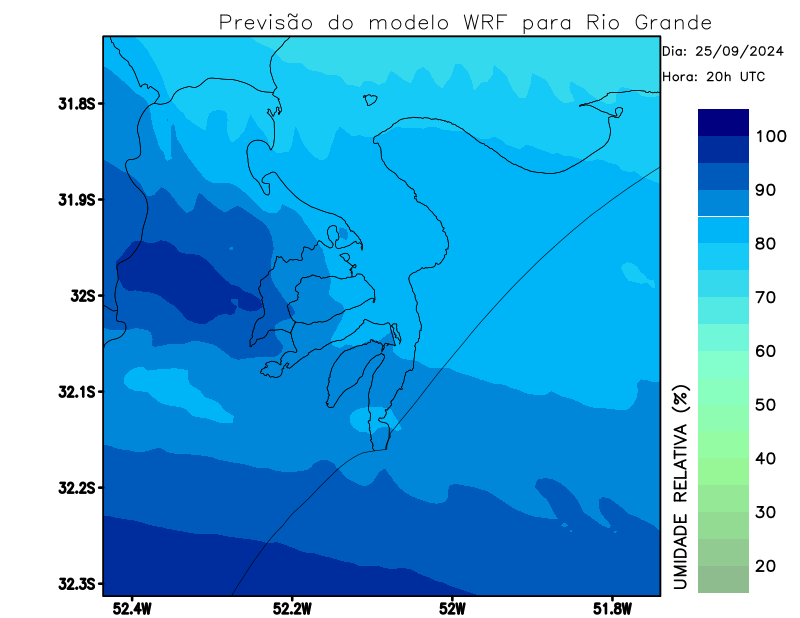 Previsão do modelo WRF para Rio Grande
Dia: 25/09/2024
Hora: 20h UTC
31.8S
31.9S
32S
32.1S
32.2S
32.3S
52.4W
52.2W
52W
51.8W
100
90
80
70
60
50
40
30
20
UMIDADE RELATIVA (%)